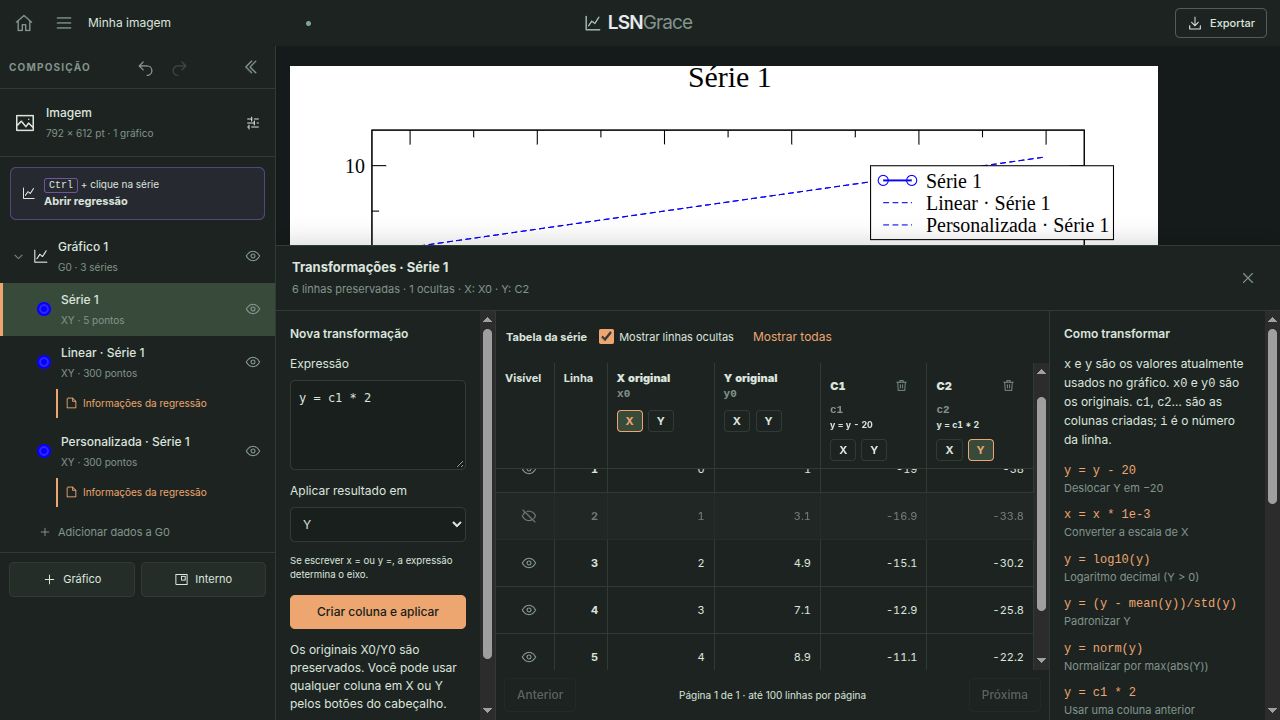 Minha imagem
LSNGrace
Exportar
COMPOSIÇÃO
Imagem
792 × 612 pt · 1 gráfico
Ctrl + clique na série
Abrir regressão
Gráfico 1
G0 · 3 séries
Série 1
XY · 5 pontos
Linear · Série 1
XY · 300 pontos
Informações da regressão
Personalizada · Série 1
XY · 300 pontos
Informações da regressão
Adicionar dados a G0
Gráfico
Interno
Série 1
10
Série 1
Linear · Série 1
Personalizada · Série 1
Transformações · Série 1
6 linhas preservadas · 1 ocultas · X: X0 · Y: C2
Nova transformação
Expressão
y = c1 * 2
Aplicar resultado em
Y
Se escrever x = ou y =, a expressão
determina o eixo.
Criar coluna e aplicar
Os originais X0/Y0 são
preservados. Você pode usar
qualquer coluna em X ou Y
pelos botões do cabeçalho.
Tabela da série
Mostrar linhas ocultas
Mostrar todas
Visível Linha X original Y original C1 C2
x0 y0 c1 c2
y = y - 20 y = c1 * 2
X Y X Y X Y X Y
1 0 1 -19 -38
2 1 3.1 -16.9 -33.8
3 2 4.9 -15.1 -30.2
4 3 7.1 -12.9 -25.8
5 4 8.9 -11.1 -22.2
Anterior
Página 1 de 1 · até 100 linhas por página
Próxima
Como transformar
x e y são os valores atualmente
usados no gráfico. x0 e y0 são
os originais. c1, c2... são as
colunas criadas; i é o número
da linha.
y = y - 20
Deslocar Y em −20
x = x * 1e-3
Converter a escala de X
y = log10(y)
Logaritmo decimal (Y > 0)
y = (y - mean(y))/std(y)
Padronizar Y
y = norm(y)
Normalizar por max(abs(Y))
y = c1 * 2
Usar uma coluna anterior